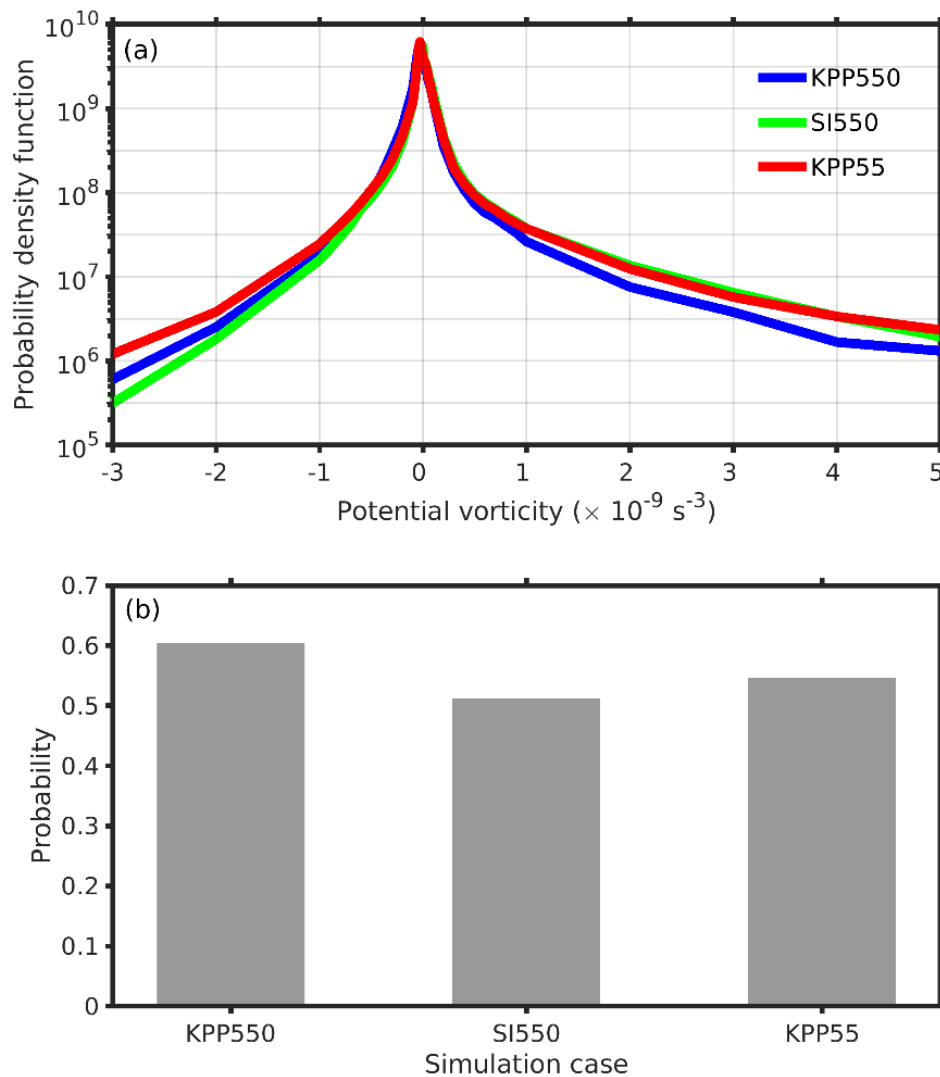 (a)
Probability density function
10^10
10^9
10^8
10^7
10^6
10^5
KPP550
SI550
KPP55
-3 -2 -1 0 1 2 3 4 5
Potential vorticity (× 10^-9 s^-3)
(b)
Probability
0.7
0.6
0.5
0.4
0.3
0.2
0.1
0
KPP550 SI550 KPP55
Simulation case